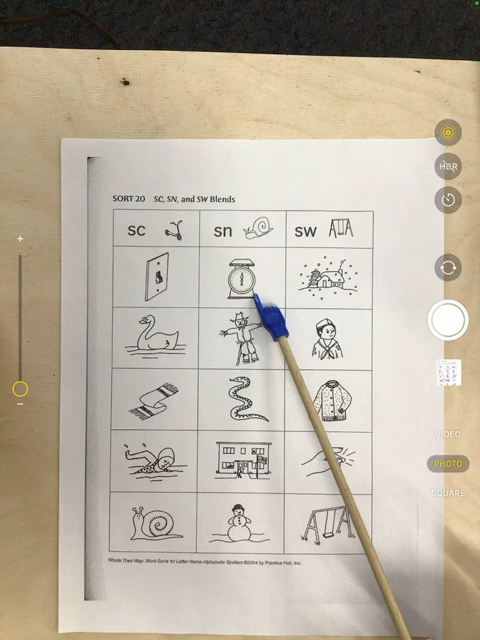 SORT 20 SC, SN, and SW Blends
sc sn sw
Words Their Way: Word Sorts for Letter Name-Alphabetic Spellers ©2004 by Prentice Hall, Inc.
HDR
VIDEO
PHOTO
SQUARE